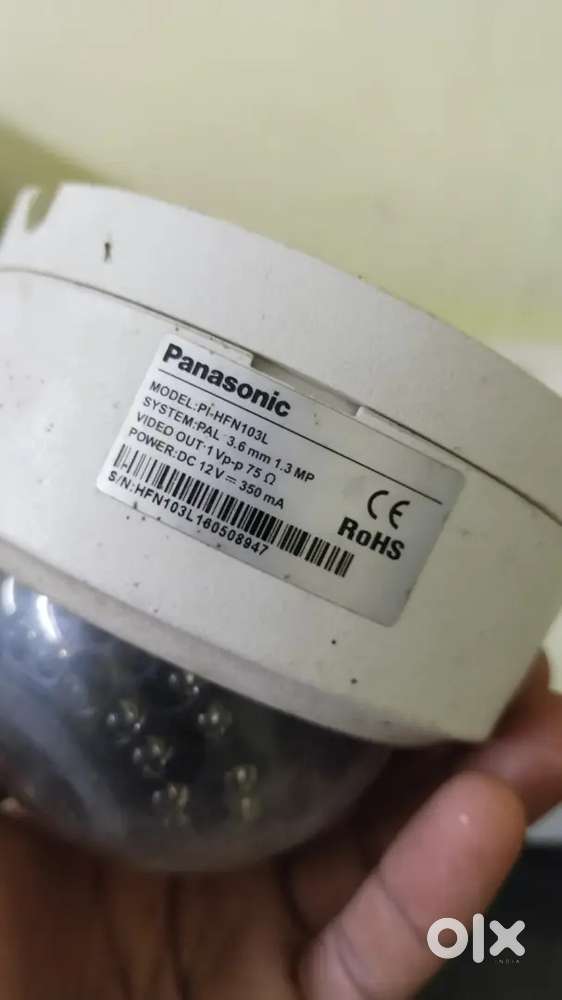 Panasonic
MODEL:PI-HFN103L
SYSTEM:PAL 3.6 mm 1.3 MP
VIDEO OUT:1 Vp-p 75 Ω
POWER:DC 12 V⎓350 mA
S/N:HFN103L160508947
CE
RoHS
olx
INDIA